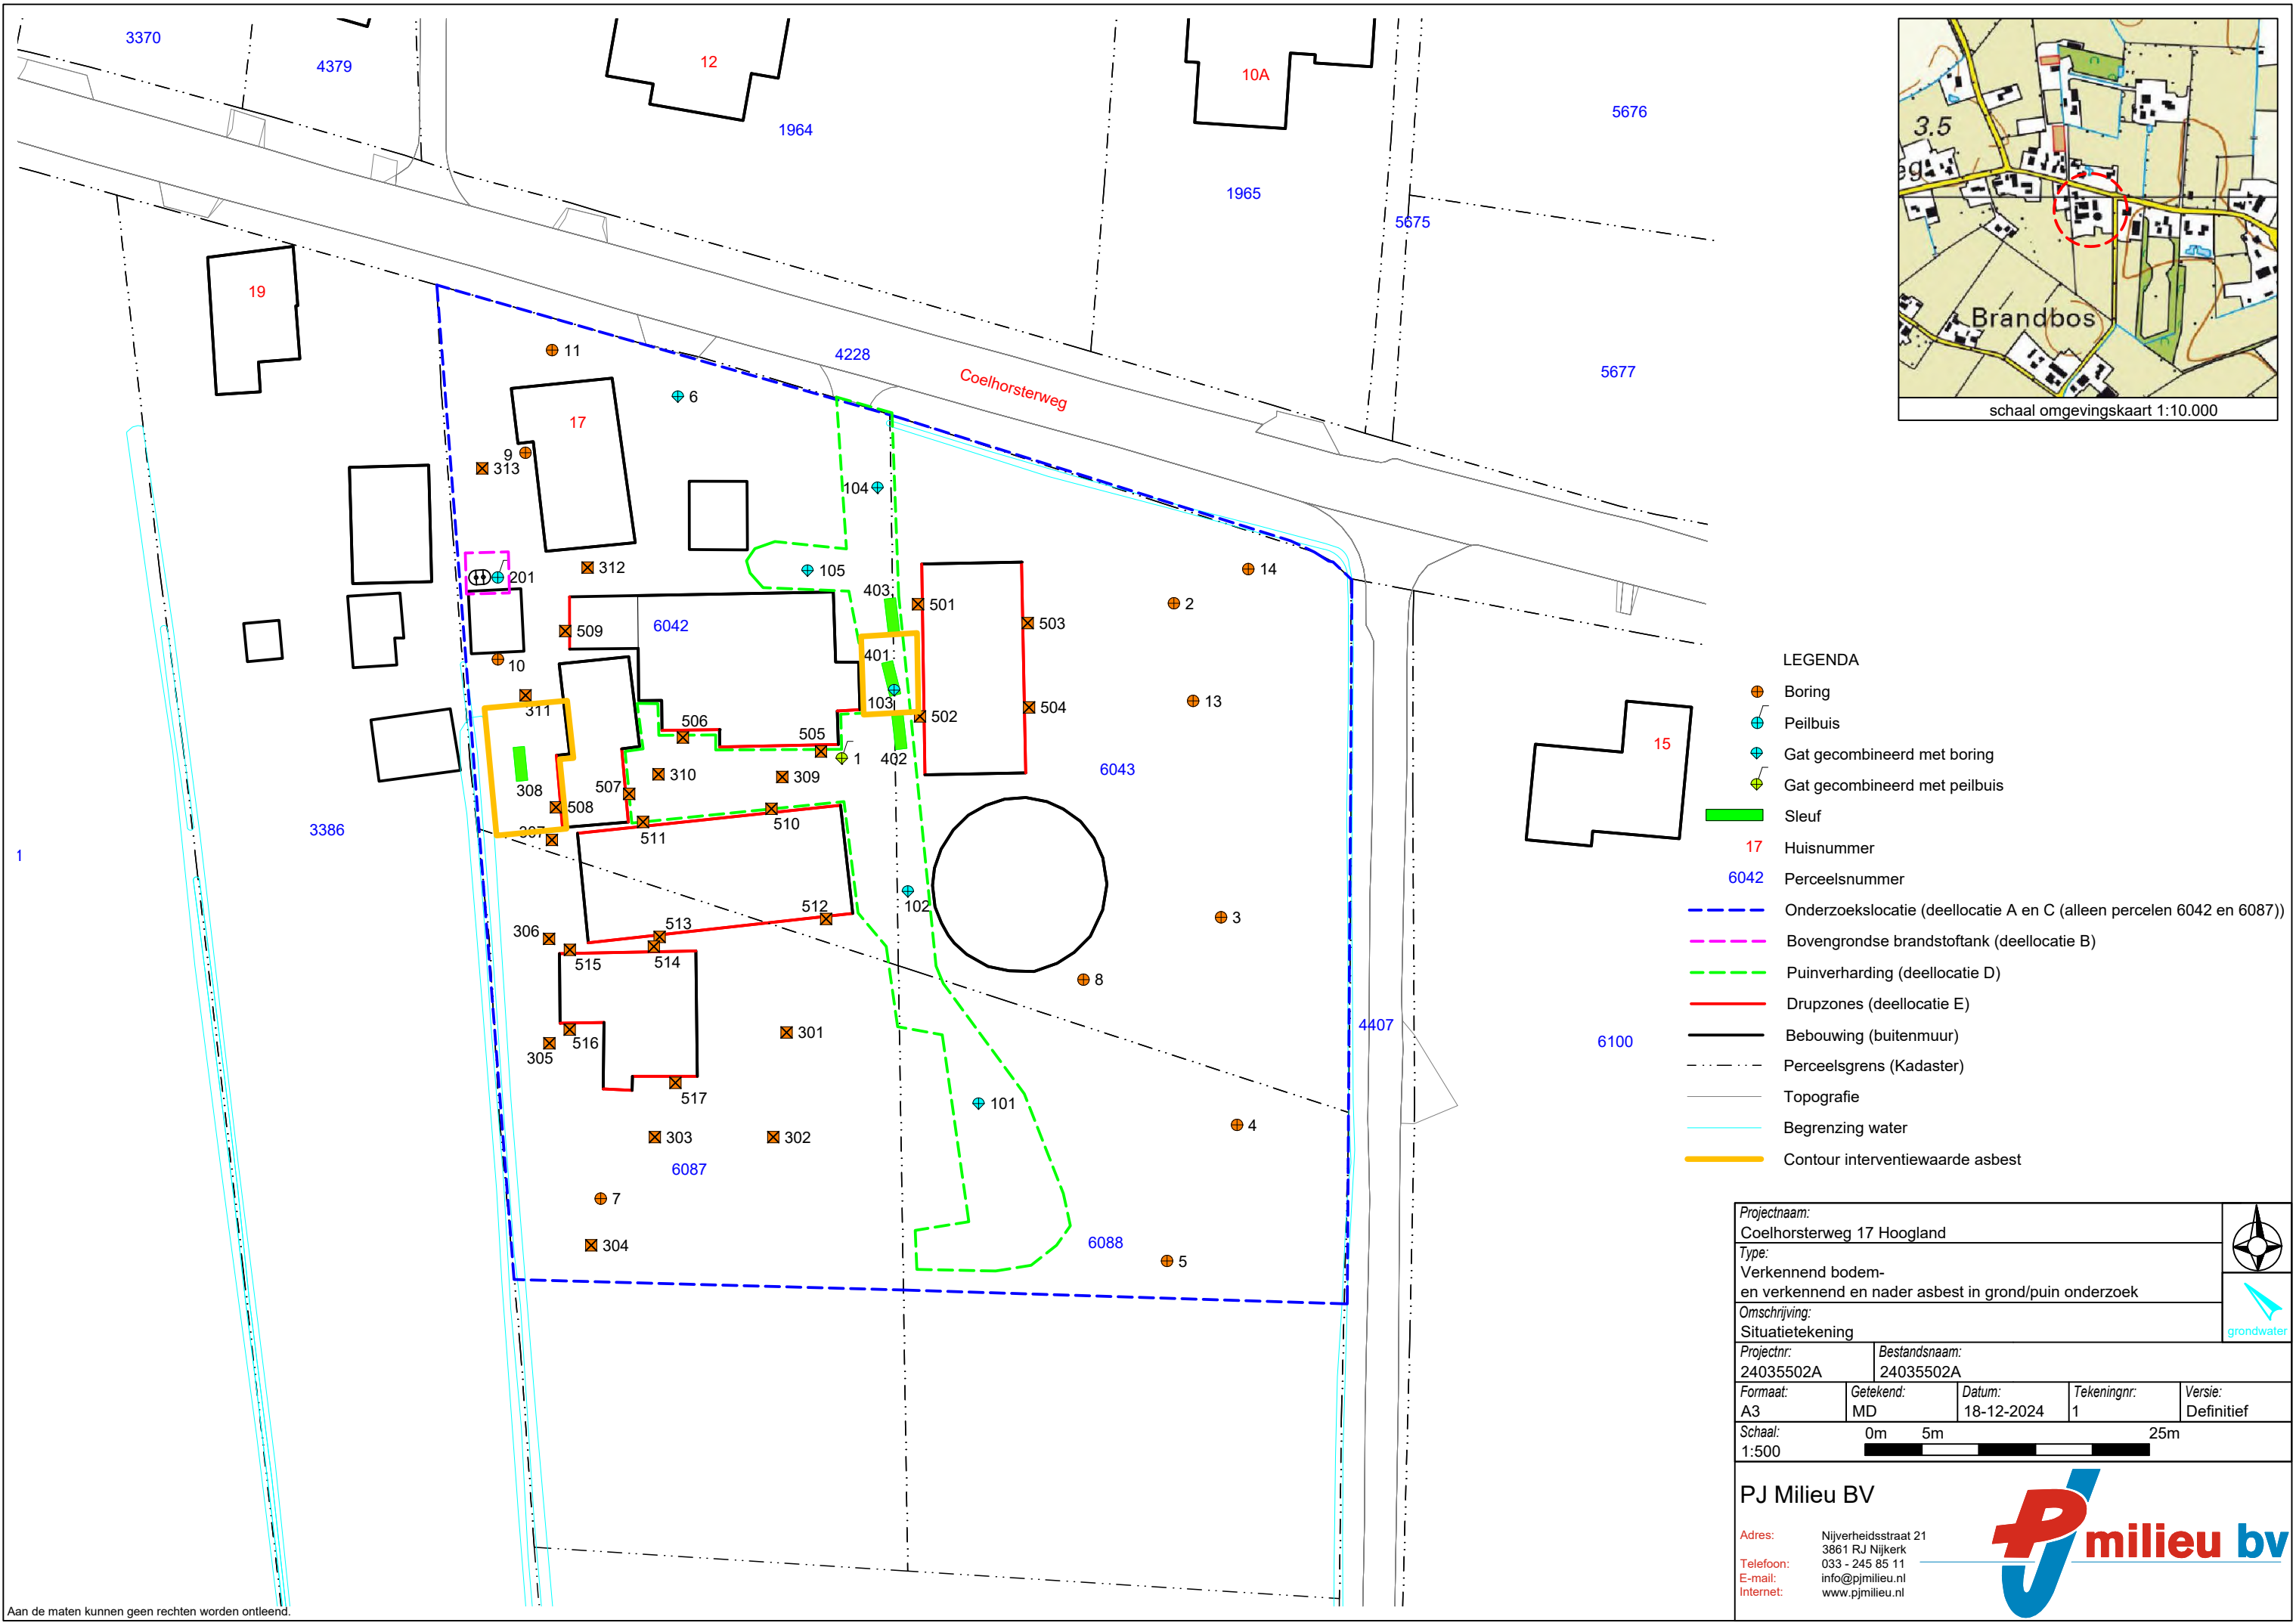 3370
4379
12
1964
10A
1965
5676
5675
5677
4228
Coelhorsterweg
19
17
11
6
9
313
104
105
312
201
403
501
503
14
2
509
6042
10
401
311
103
502
504
13
506
505
1
402
6043
310
309
308
507
508
307
511
510
3386
1
512
102
3
513
306
515
514
8
516
305
301
517
4407
6100
101
4
303
302
6087
7
304
6088
5
15
3.5
eg
Brandbos
schaal omgevingskaart 1:10.000
LEGENDA
Boring
Peilbuis
Gat gecombineerd met boring
Gat gecombineerd met peilbuis
Sleuf
17 Huisnummer
6042 Perceelsnummer
Onderzoekslocatie (deellocatie A en C (alleen percelen 6042 en 6087))
Bovengrondse brandstoftank (deellocatie B)
Puinverharding (deellocatie D)
Drupzones (deellocatie E)
Bebouwing (buitenmuur)
Perceelsgrens (Kadaster)
Topografie
Begrenzing water
Contour interventiewaarde asbest
Projectnaam:
Coelhorsterweg 17 Hoogland
Type:
Verkennend bodem-
en verkennend en nader asbest in grond/puin onderzoek
Omschrijving:
Situatietekening
grondwater
Projectnr: Bestandsnaam:
24035502A 24035502A
Formaat: Getekend: Datum: Tekeningnr: Versie:
A3 MD 18-12-2024 1 Definitief
Schaal: 0m 5m 25m
1:500
PJ Milieu BV
Adres: Nijverheidsstraat 21
3861 RJ Nijkerk
Telefoon: 033 - 245 85 11
E-mail: info@pjmilieu.nl
Internet: www.pjmilieu.nl
PJ milieu bv
Aan de maten kunnen geen rechten worden ontleend.